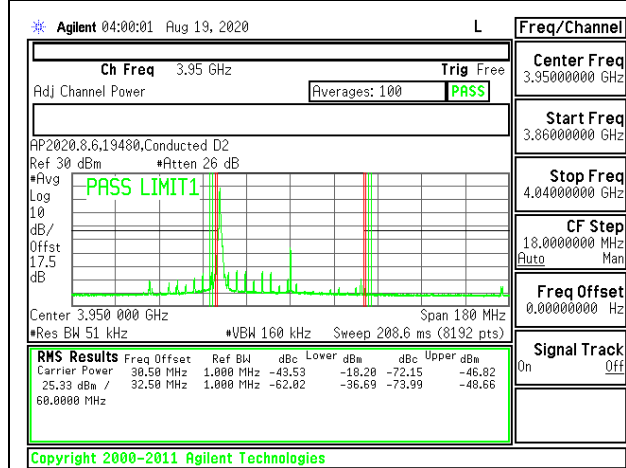 Agilent 04:00:01 Aug 19, 2020 L
Ch Freq 3.95 GHz Trig Free
Adj Channel Power Averages: 100 PASS
AP2020.8.6,19480,Conducted D2
Ref 30 dBm #Atten 26 dB
#Avg
Log
10
dB/
Offst
17.5
dB
PASS LIMIT1
Center 3.950 000 GHz Span 180 MHz
#Res BW 51 kHz #VBW 160 kHz Sweep 208.6 ms (8192 pts)
RMS Results Freq Offset Ref BW dBc Lower dBm dBc Upper dBm
Carrier Power 30.50 MHz 1.000 MHz -43.53 -18.20 -72.15 -46.82
25.33 dBm / 32.50 MHz 1.000 MHz -62.02 -36.69 -73.99 -48.66
60.0000 MHz
Copyright 2000-2011 Agilent Technologies
Freq/Channel
Center Freq
3.95000000 GHz
Start Freq
3.86000000 GHz
Stop Freq
4.04000000 GHz
CF Step
18.0000000 MHz
Auto Man
Freq Offset
0.00000000 Hz
Signal Track
On Off